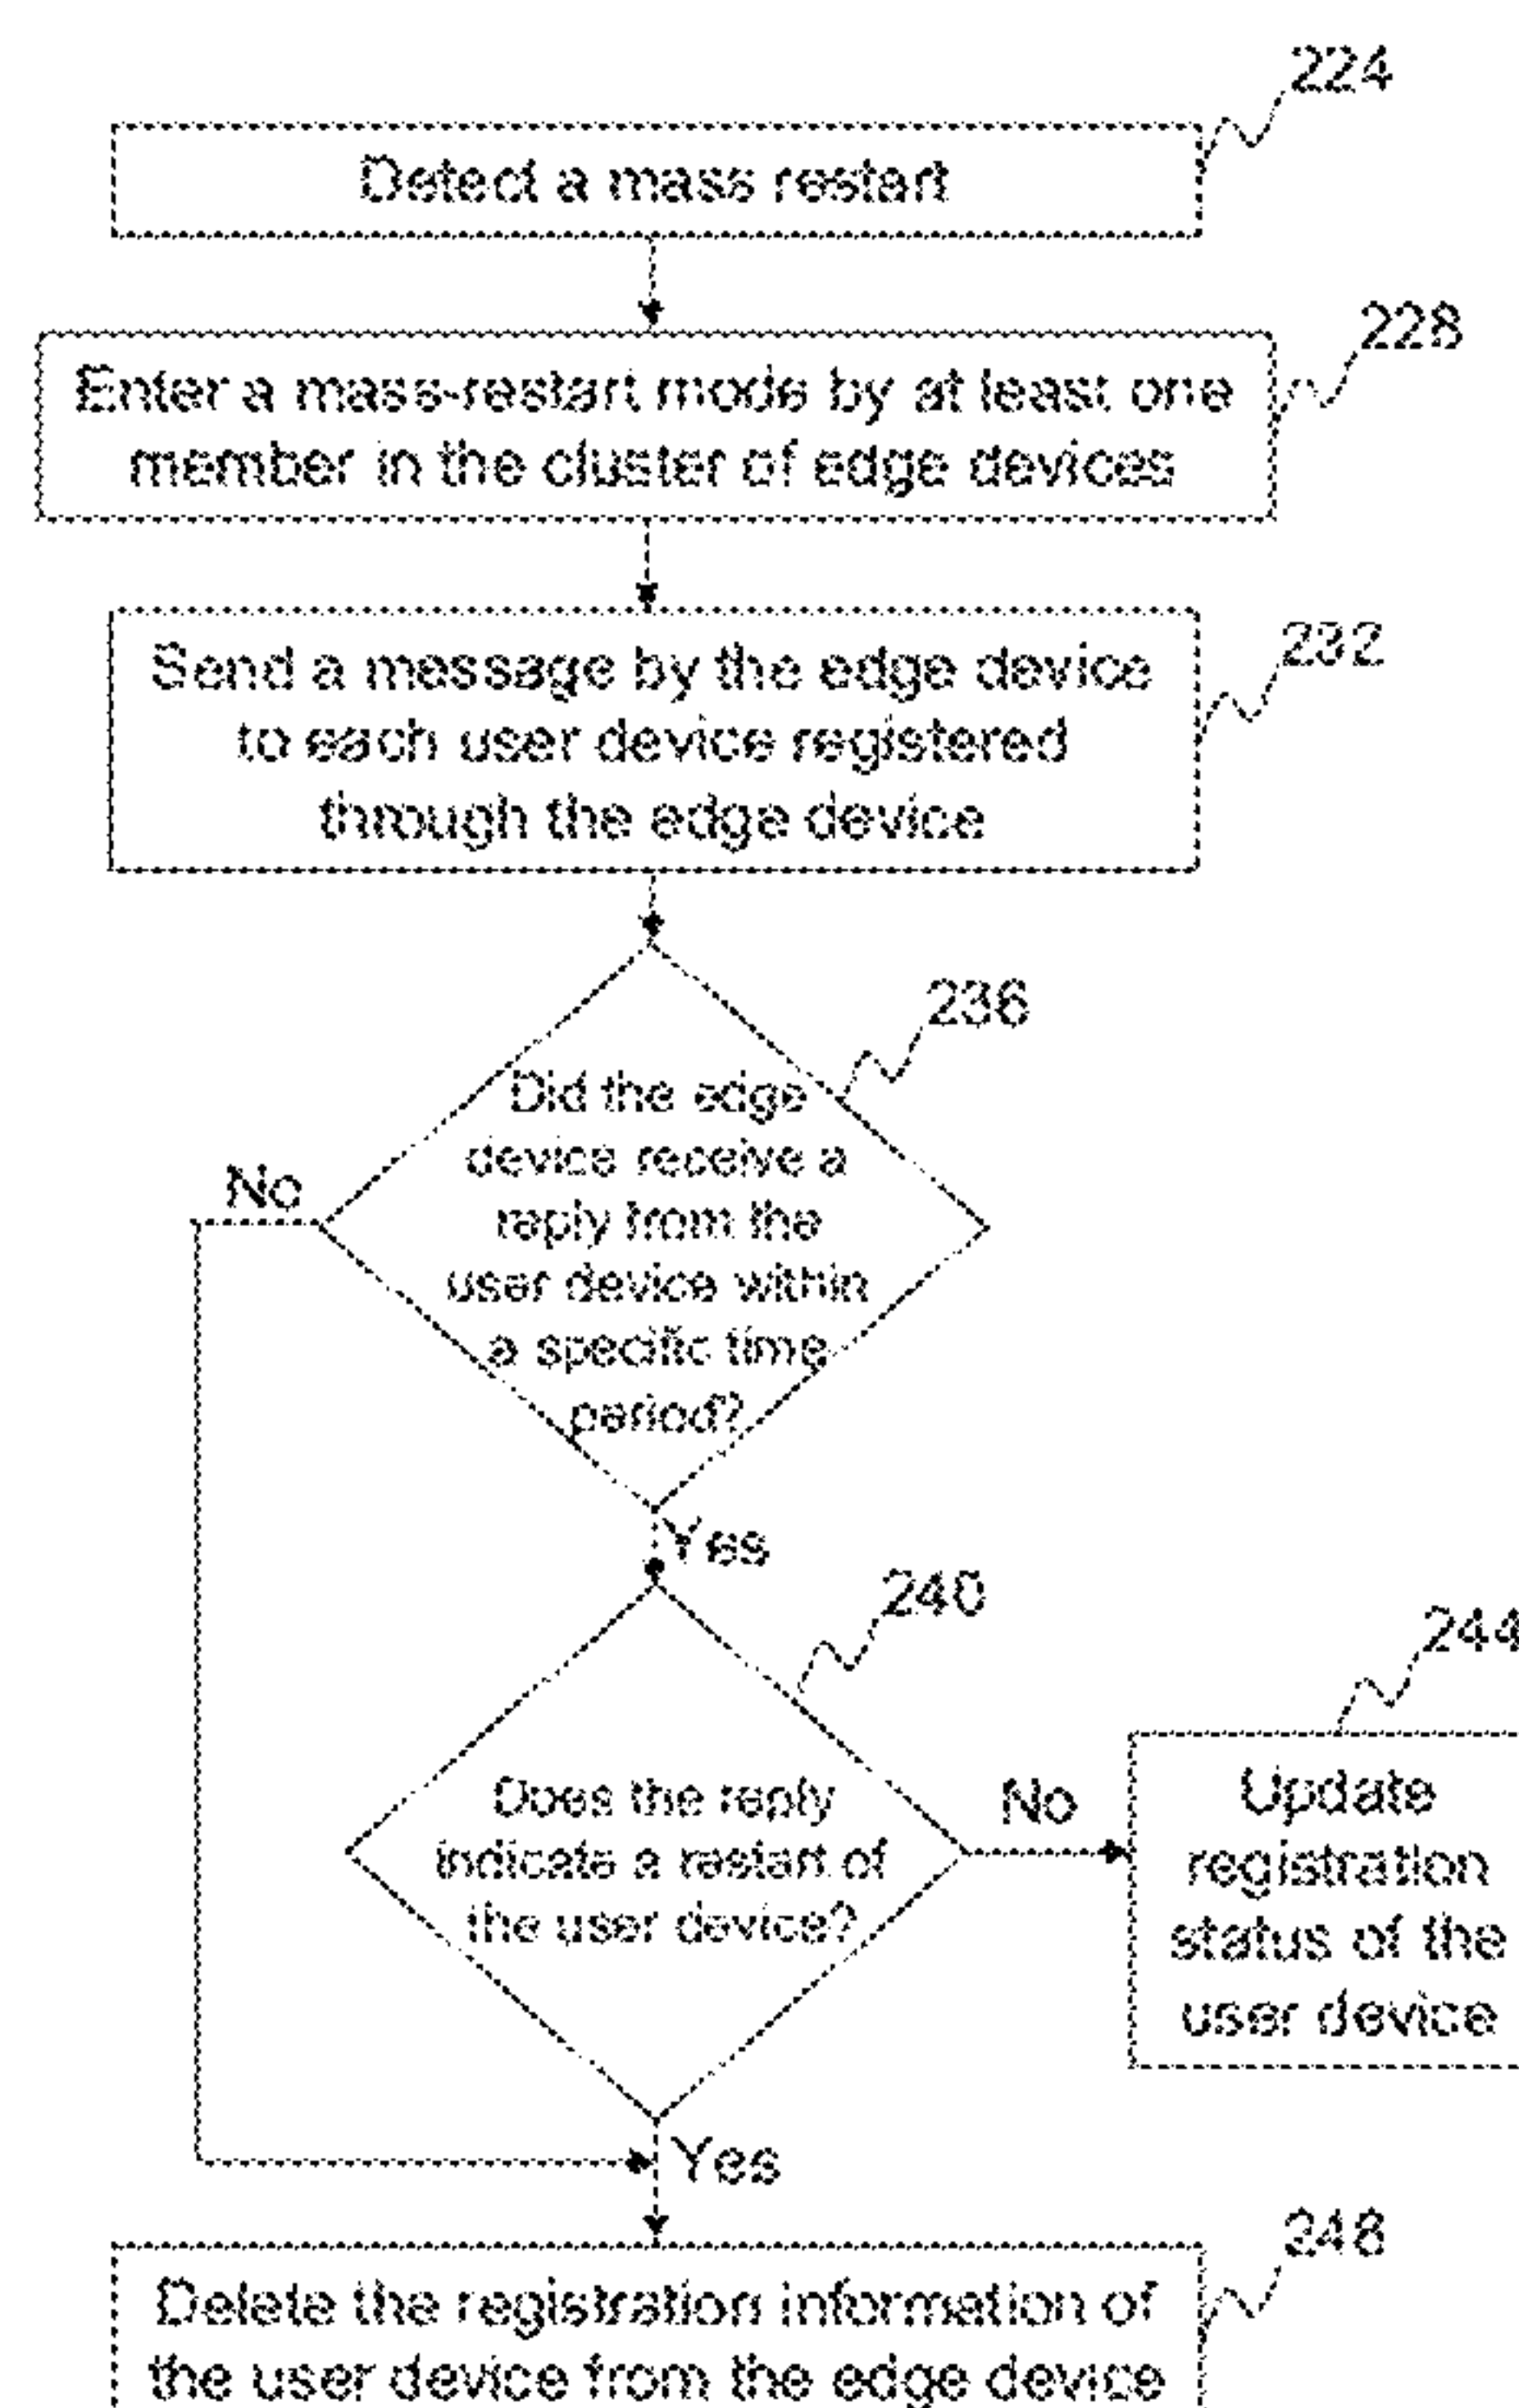 224
Detect a mass restart
228
Enter a mass-restart mode by at least one
member in the cluster of edge devices
232
Send a message by the edge device
to each user device registered
through the edge device
236
Did the edge
device receive a
reply from the
user device within
a specific time
period?
No
Yes
240
Does the reply
indicate a restart of
the user device?
No
244
Update
registration
status of the
user device
Yes
248
Delete the registration information of
the user device from the edge device